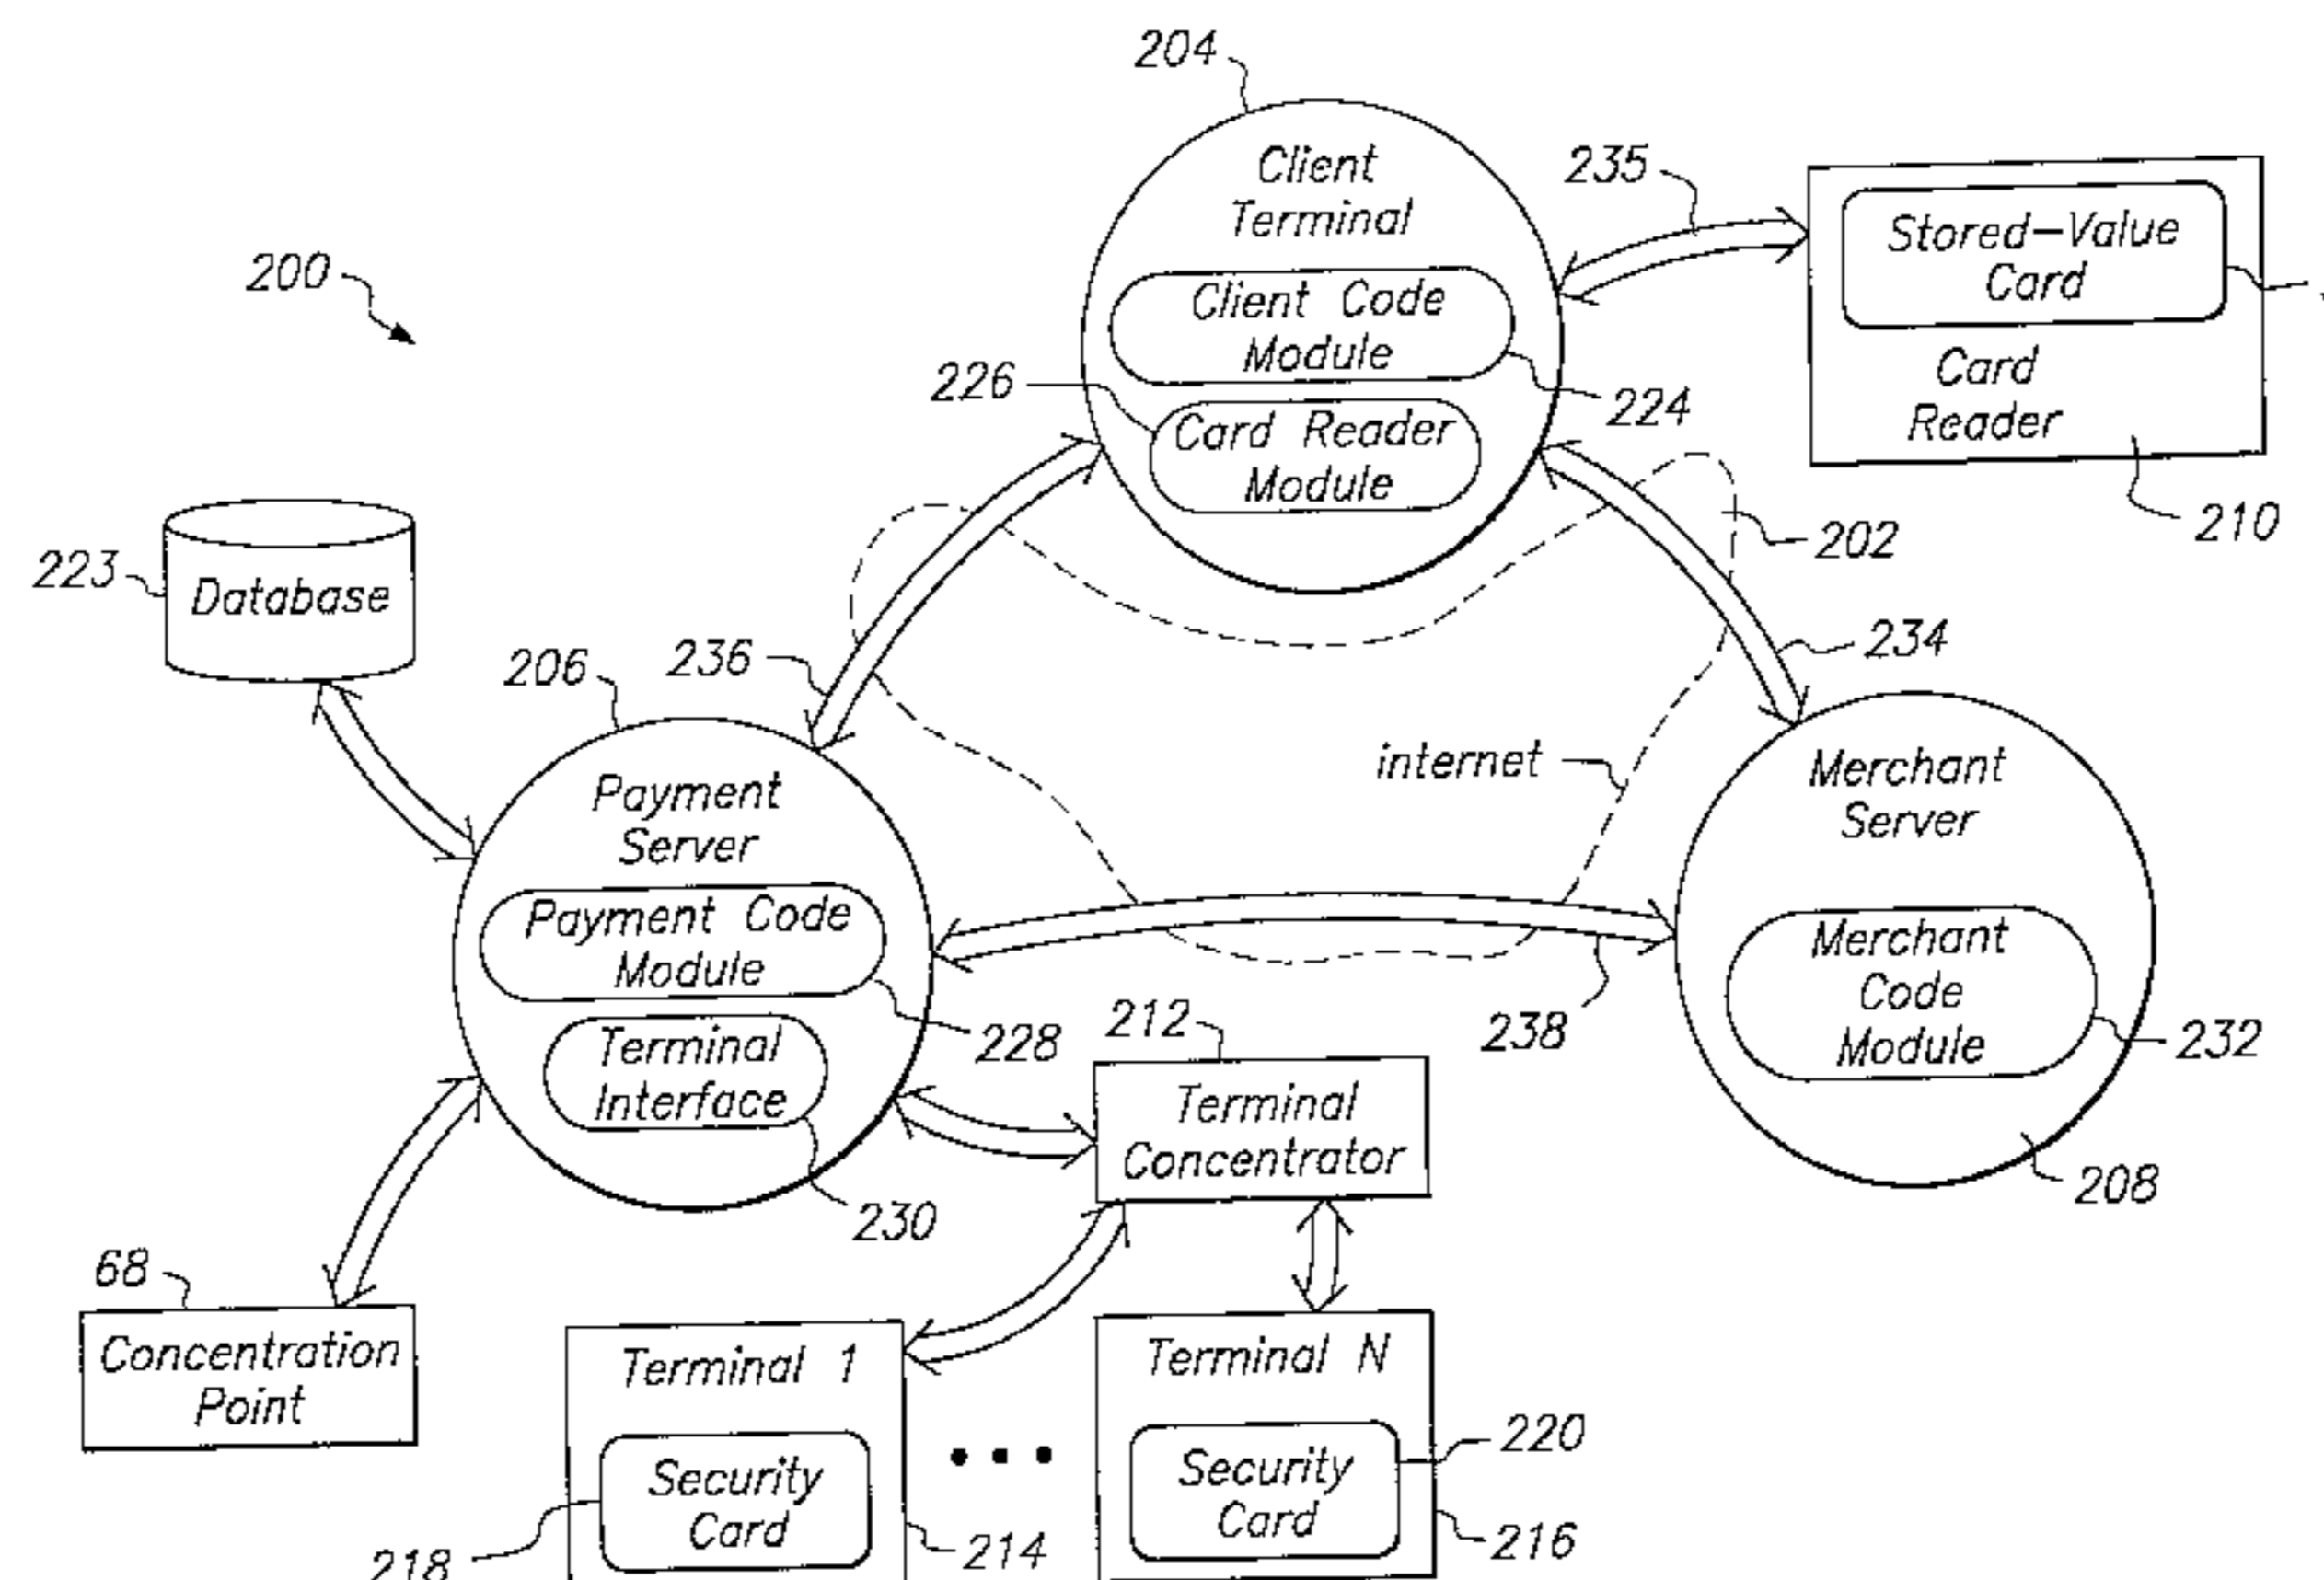 204
Client
Terminal
235
Stored-Value
Card
200
Client Code
Module
226
224
Card
Reader
Card Reader
Module
210
202
223
Database
236
234
206
internet
Merchant
Server
Payment
Server
Payment Code
Module
Merchant
Code
Module
212
228
238
232
Terminal
Interface
Terminal
Concentrator
208
230
68
Concentration
Point
Terminal 1
Terminal N
220
Security
Card
Security
Card
218
214
216